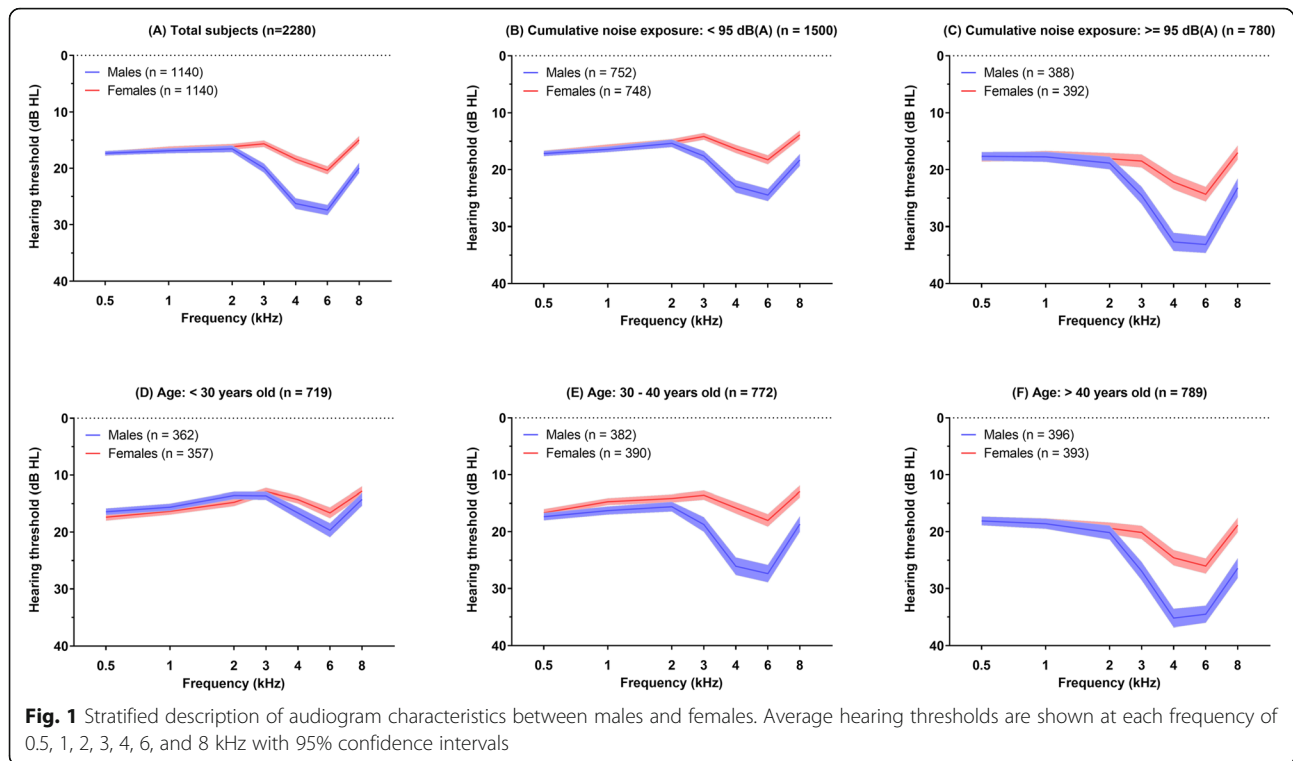 (A) Total subjects (n=2280)
0
10
20
30
40
Hearing threshold (dB HL)
Males (n = 1140)
Females (n = 1140)
0.5 1 2 3 4 6 8
Frequency (kHz)
(B) Cumulative noise exposure: < 95 dB(A) (n = 1500)
0
10
20
30
40
Hearing threshold (dB HL)
Males (n = 752)
Females (n = 748)
0.5 1 2 3 4 6 8
Frequency (kHz)
(C) Cumulative noise exposure: >= 95 dB(A) (n = 780)
0
10
20
30
40
Hearing threshold (dB HL)
Males (n = 388)
Females (n = 392)
0.5 1 2 3 4 6 8
Frequency (kHz)
(D) Age: < 30 years old (n = 719)
0
10
20
30
40
Hearing threshold (dB HL)
Males (n = 362)
Females (n = 357)
0.5 1 2 3 4 6 8
Frequency (kHz)
(E) Age: 30 - 40 years old (n = 772)
0
10
20
30
40
Hearing threshold (dB HL)
Males (n = 382)
Females (n = 390)
0.5 1 2 3 4 6 8
Frequency (kHz)
(F) Age: > 40 years old (n = 789)
0
10
20
30
40
Hearing threshold (dB HL)
Males (n = 396)
Females (n = 393)
0.5 1 2 3 4 6 8
Frequency (kHz)
Fig. 1 Stratified description of audiogram characteristics between males and females. Average hearing thresholds are shown at each frequency of
0.5, 1, 2, 3, 4, 6, and 8 kHz with 95% confidence intervals